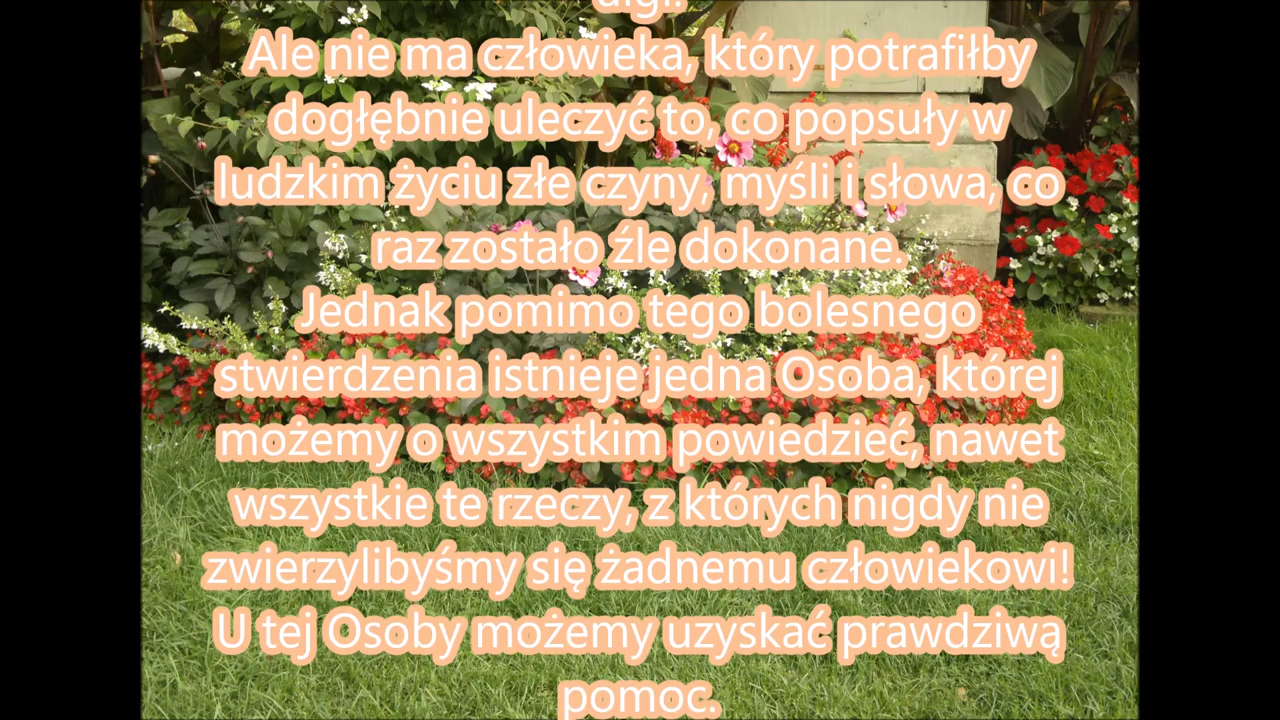 Ale nie ma człowieka, który potrafiłby
dogłębnie uleczyć to, co popsuły w
ludzkim życiu złe czyny, myśli i słowa, co
raz zostało źle dokonane.
Jednak pomimo tego bolesnego
stwierdzenia istnieje jedna Osoba, której
możemy o wszystkim powiedzieć, nawet
wszystkie te rzeczy, z których nigdy nie
zwierzylibyśmy się żadnemu człowiekowi!
U tej Osoby możemy uzyskać prawdziwą
pomoc.